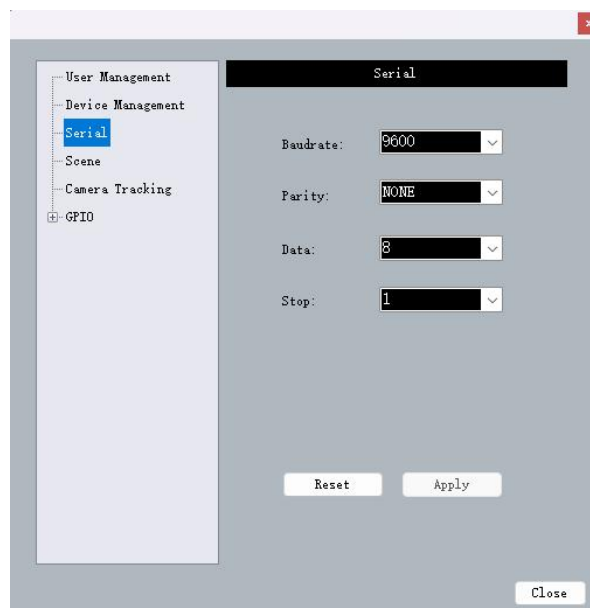 User Management
Device Management
Serial
Scene
Camera Tracking
GPIO
Serial
Baudrate: 9600
Parity: NONE
Data: 8
Stop: 1
Reset Apply
Close